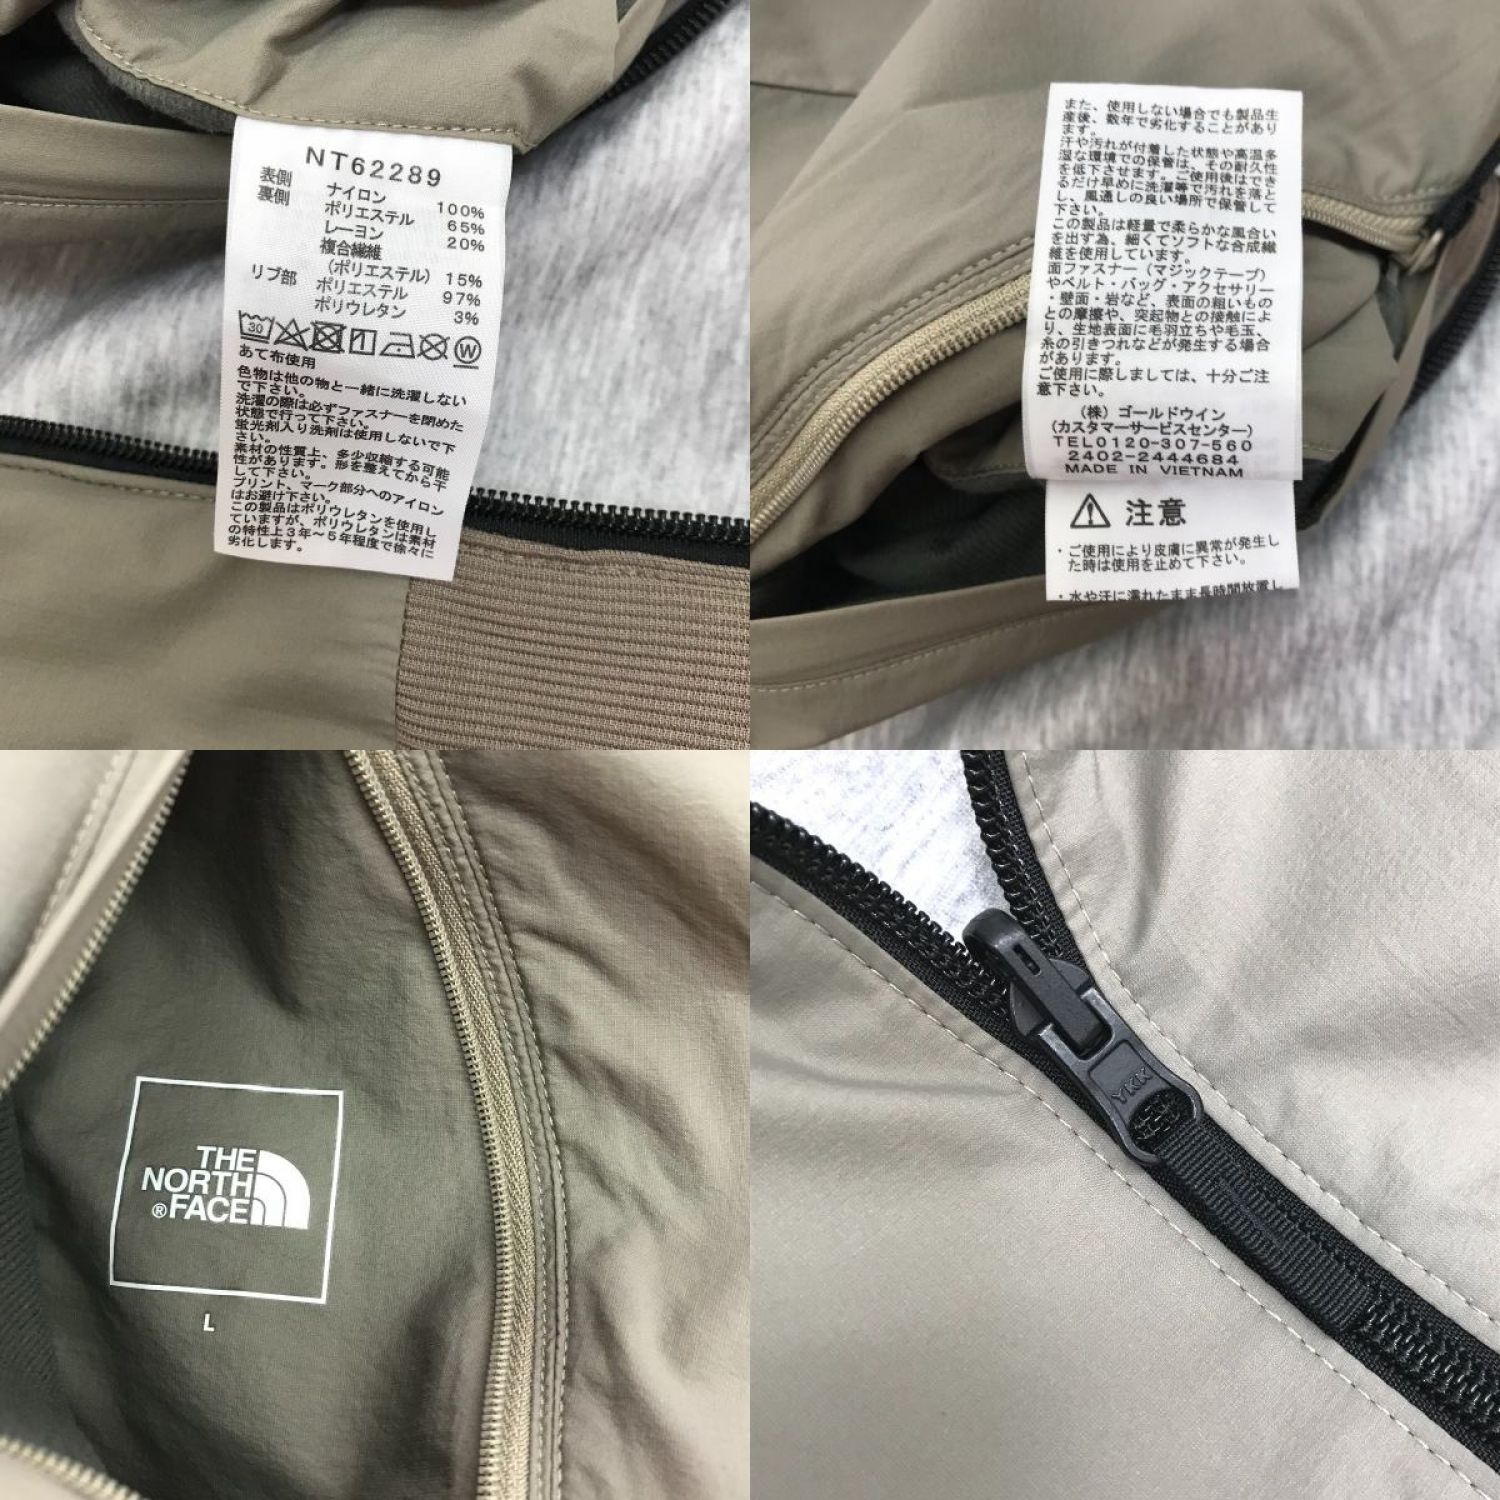 NT62289
表側 ナイロン 100%
裏側 ポリエステル 65%
レーヨン 20%
複合繊維
(ポリエステル) 15%
リブ部 ポリエステル 97%
ポリウレタン 3%
30
W
あて布使用
色物は他の物と一緒に洗濯しない
で下さい。
洗濯の際は必ずファスナーを閉めた
状態で行って下さい。
蛍光剤入り洗剤は使用しないで下
さい。
素材の性質上、多少収縮する可能
性があります。形を整えてから干
して下さい。
プリント、マーク部分へのアイロン
はお避け下さい。
この製品はポリウレタンを使用し
ていますが、ポリウレタンは素材
の特性上3年~5年程度で徐々に
劣化します。
また、使用しない場合でも製品生
産後、数年で劣化することがあり
ます。
汗や汚れが付着した状態や高温多
湿な環境での保管は、その耐久性
を低下させます。ご使用後はでき
るだけ早めに洗濯等で汚れを落と
し、風通しの良い場所で保管して
下さい。
この製品は軽量で柔らかな風合い
を出す為、細くてソフトな合成繊
維を使用しています。
面ファスナー(マジックテープ)
やベルト・バッグ・アクセサリー
・壁面・岩など、表面の粗いもの
との摩擦や、突起物との接触によ
り、生地表面に毛羽立ちや毛玉、
糸の引きつれなどが発生する場合
があります。
ご使用に際しましては、十分ご注
意下さい。
(株)ゴールドウイン
(カスタマーサービスセンター)
TEL0120-307-560
2402-2444684
MADE IN VIETNAM
注意
・ご使用により皮膚に異常が発生し
た時は使用を止めて下さい。
・水や汗に濡れたまま長時間放置し
THE
NORTH
® FACE
L
YKK